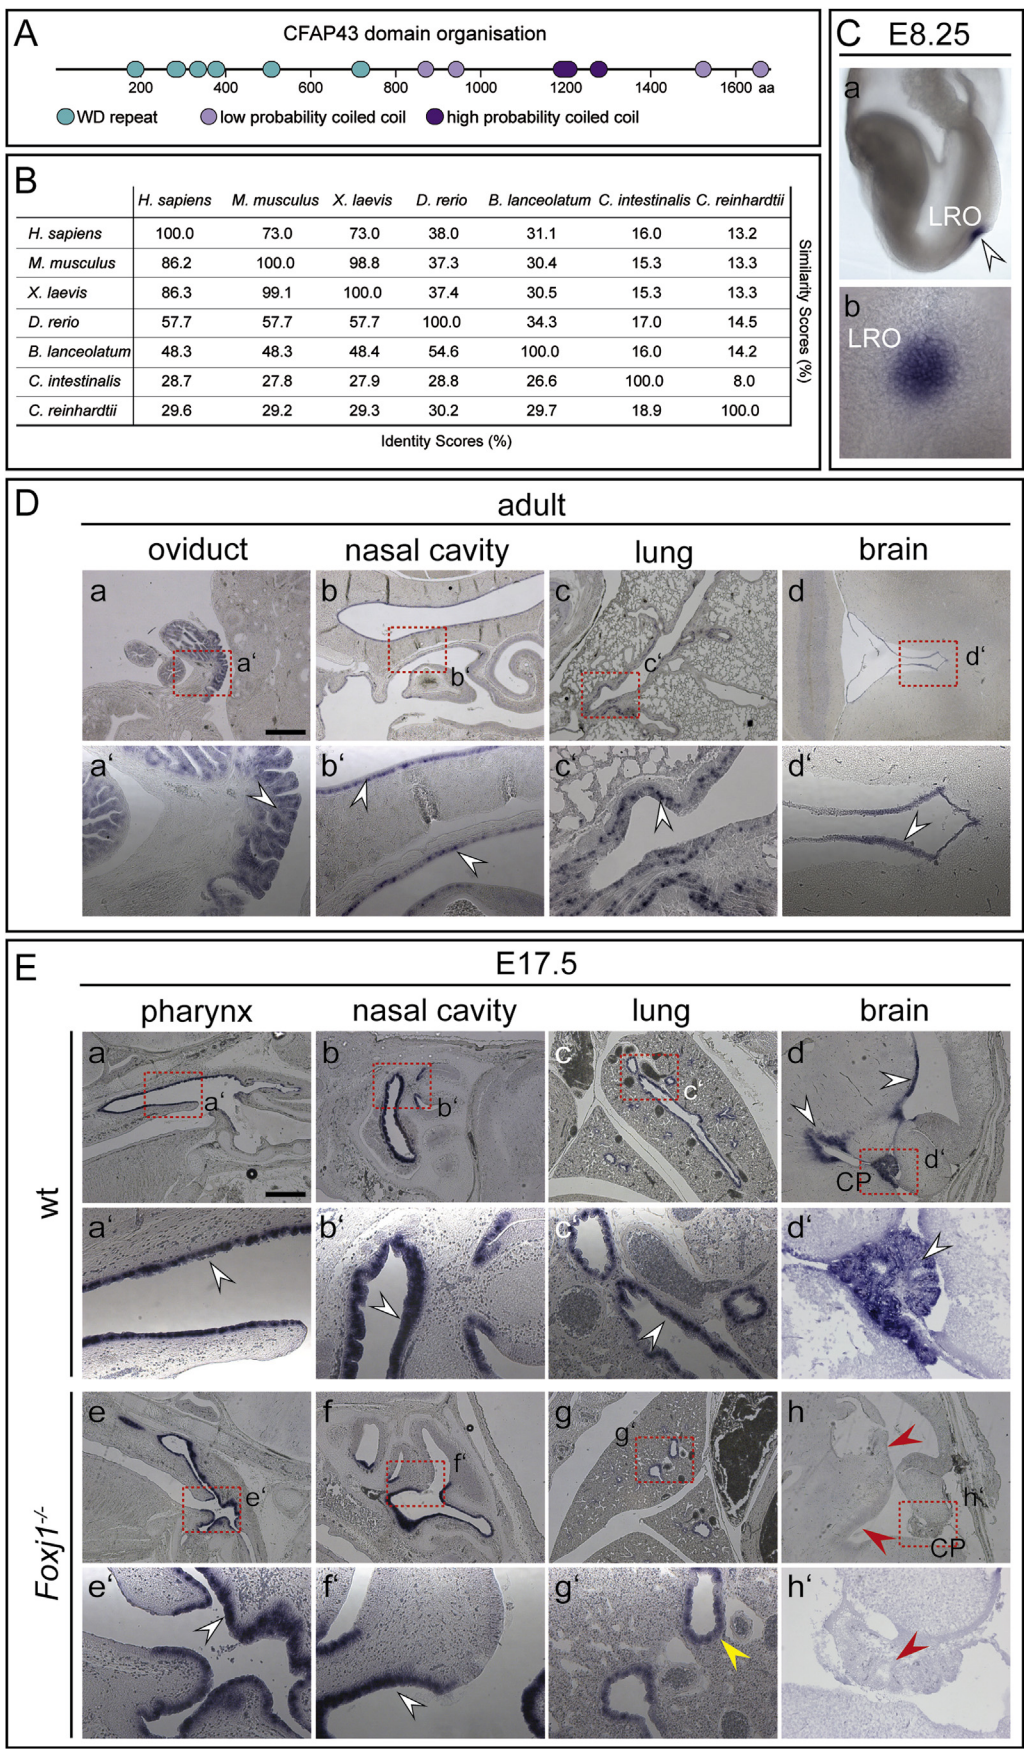 A
CFAP43 domain organisation
200 400 600 800 1000 1200 1400 1600 aa
WD repeat low probability coiled coil high probability coiled coil
B
H. sapiens M. musculus X. laevis D. rerio B. lanceolatum C. intestinalis C. reinhardtii
H. sapiens 100.0 73.0 73.0 38.0 31.1 16.0 13.2
M. musculus 86.2 100.0 98.8 37.3 30.4 15.3 13.3
X. laevis 86.3 99.1 100.0 37.4 30.5 15.3 13.3
D. rerio 57.7 57.7 57.7 100.0 34.3 17.0 14.5
B. lanceolatum 48.3 48.3 48.4 54.6 100.0 16.0 14.2
C. intestinalis 28.7 27.8 27.9 28.8 26.6 100.0 8.0
C. reinhardtii 29.6 29.2 29.3 30.2 29.7 18.9 100.0
Similarity Scores (%)
Identity Scores (%)
C E8.25
a
LRO
b
LRO
D
adult
oviduct nasal cavity lung brain
a b c d
a' b' c' d'
a' b' c' d'
E
E17.5
pharynx nasal cavity lung brain
wt
a b c d
a' b' c' d'
CP
a' b' c' d'
Foxj1-/-
e f g h
e' f' g' h'
CP
e' f' g' h'